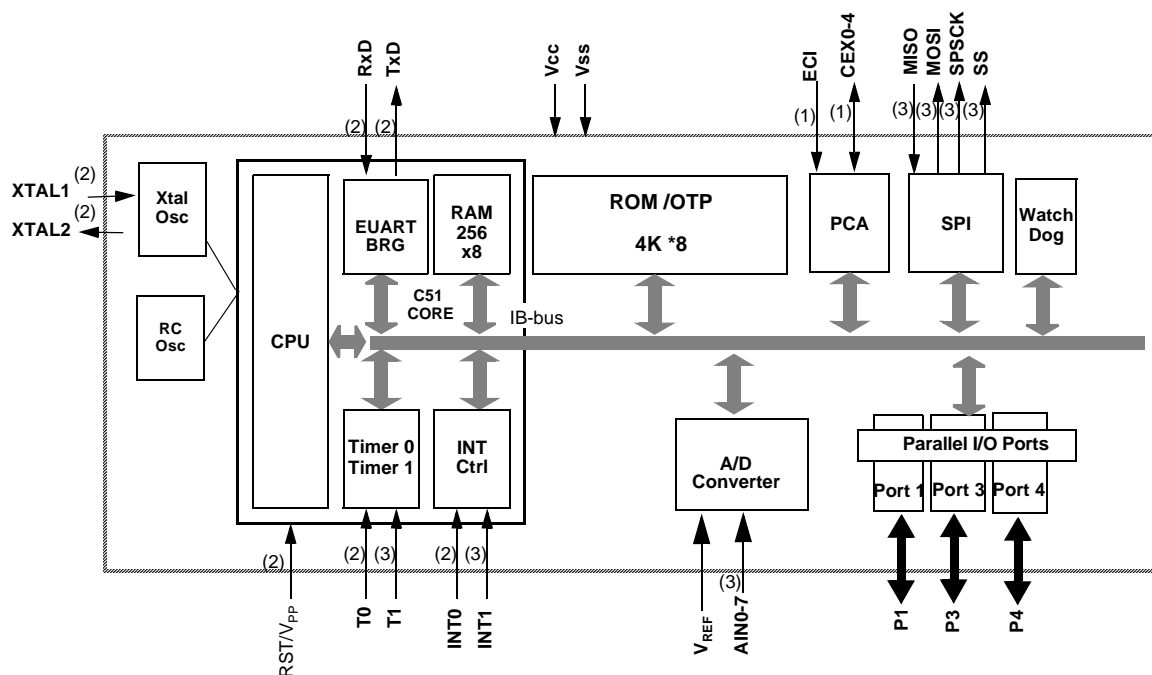 RxD
TxD
Vcc
Vss
ECI
CEX0-4
MISO
MOSI
SPSCK
SS
(2)
(2)
(1)
(1)
(3)
(3)
(3)
(3)
XTAL1
(2)
XTAL2
(2)
Xtal
Osc
RC
Osc
CPU
EUART
BRG
RAM
256
x8
C51
CORE
IB-bus
ROM /OTP
4K *8
PCA
SPI
Watch
Dog
Timer 0
Timer 1
INT
Ctrl
A/D
Converter
Parallel I/O Ports
Port 1
Port 3
Port 4
(2)
(2)
(3)
(2)
(3)
(3)
RST/VPP
T0
T1
INT0
INT1
VREF
AIN0-7
P1
P3
P4